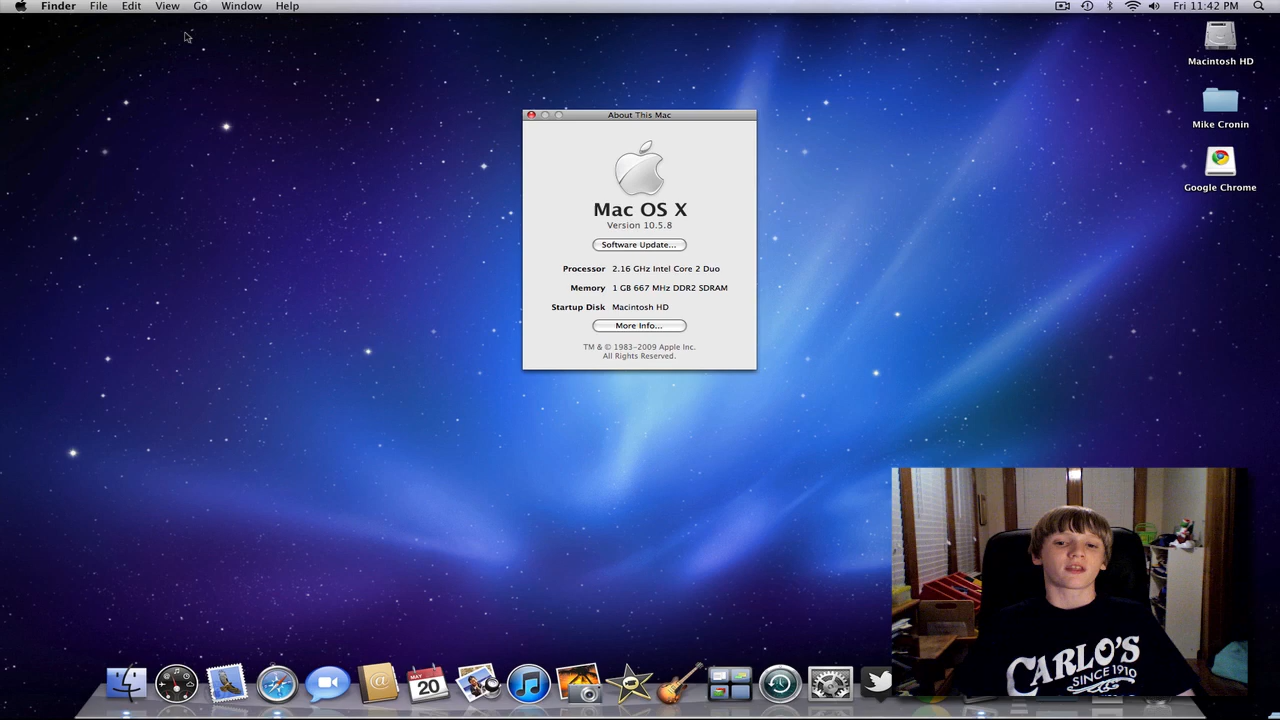 Finder File Edit View Go Window Help
Fri 11:42 PM
Macintosh HD
Mike Cronin
Google Chrome
About This Mac
Mac OS X
Version 10.5.8
Software Update...
Processor 2.16 GHz Intel Core 2 Duo
Memory 1 GB 667 MHz DDR2 SDRAM
Startup Disk Macintosh HD
More Info...
TM & © 1983–2009 Apple Inc.
All Rights Reserved.
MAY
20
@
CARLO'S
SINCE 1910